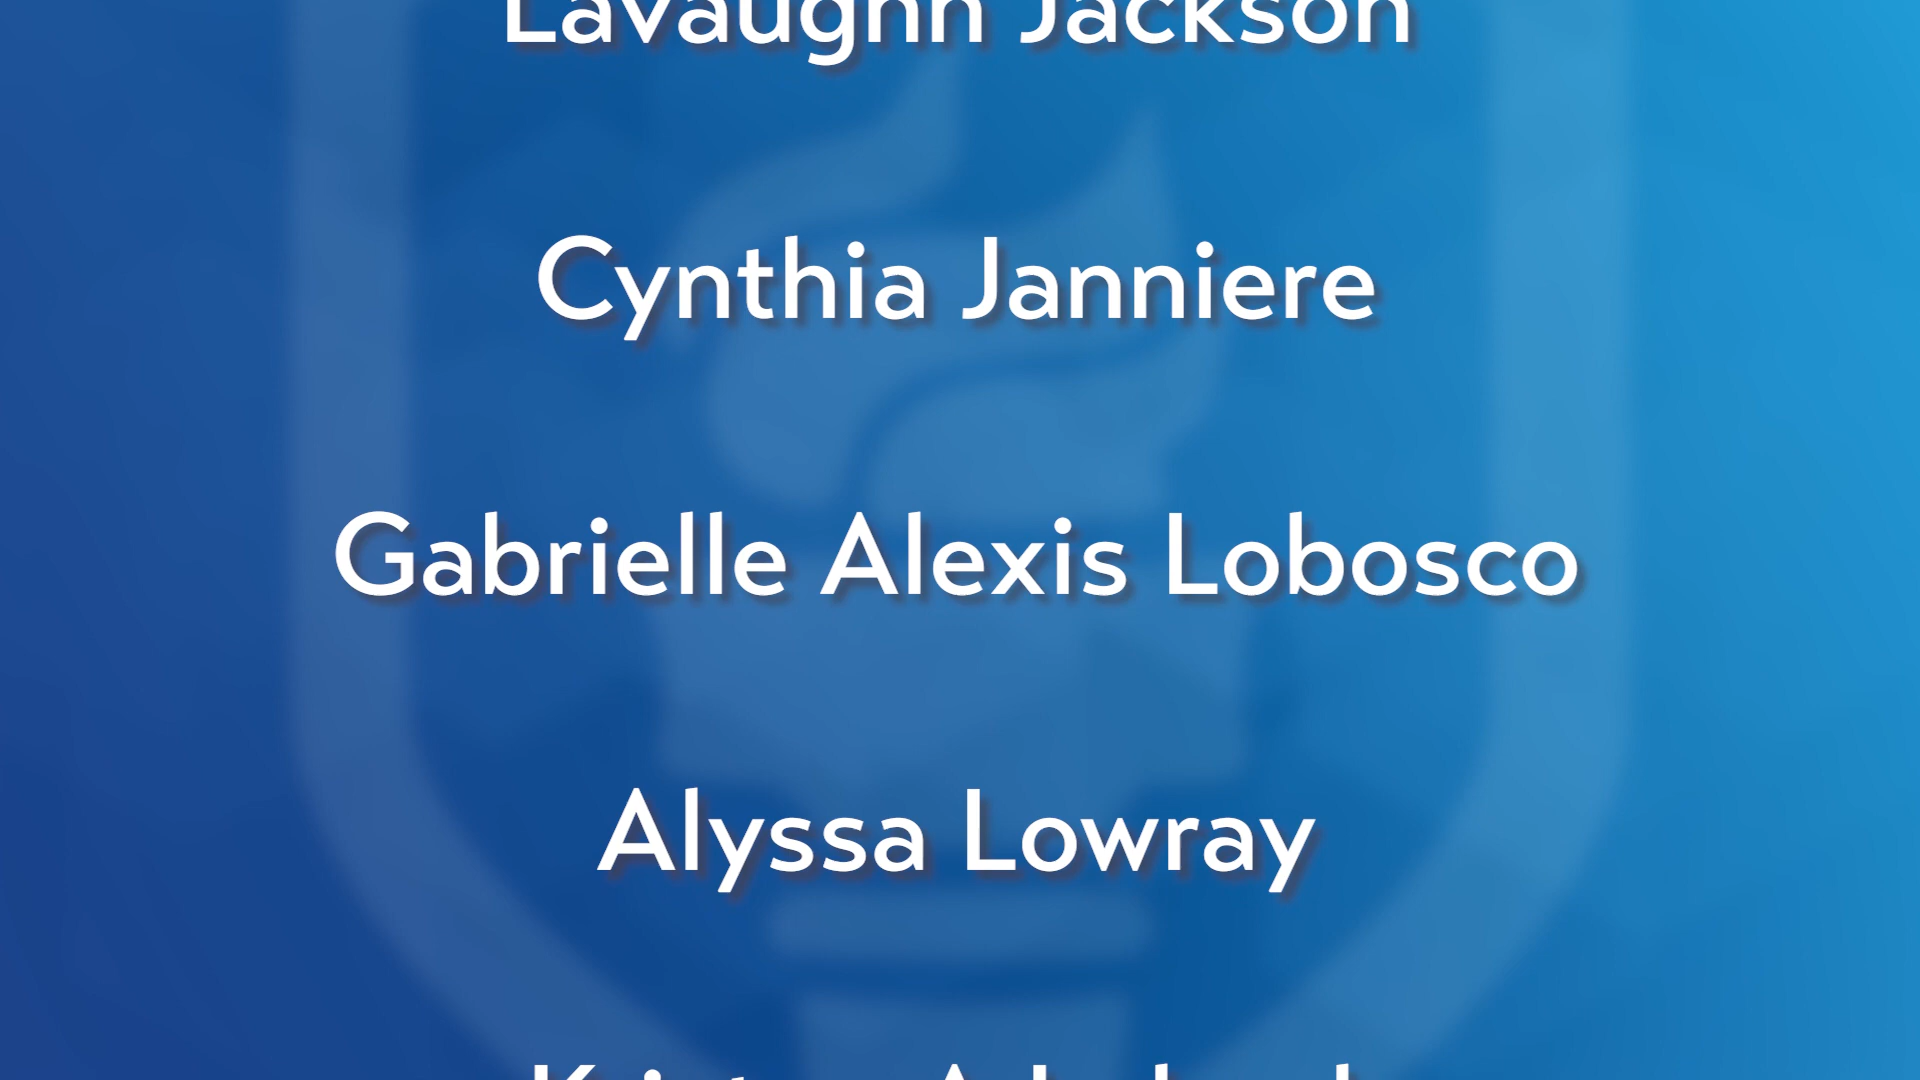 Lavaughn Jackson
Cynthia Janniere
Gabrielle Alexis Lobosco
Alyssa Lowray